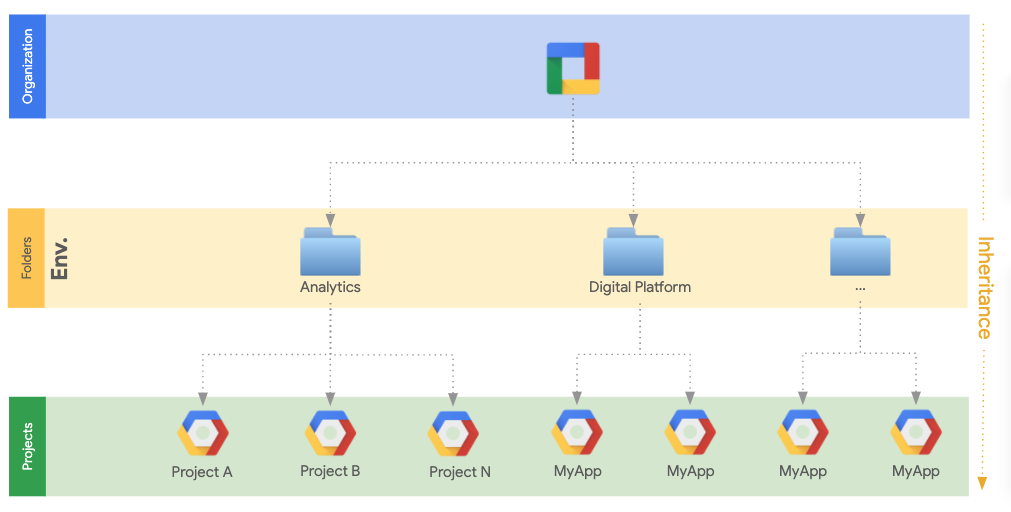 Organization
Folders
Env.
Analytics
Digital Platform
...
Inheritance
Projects
Project A
Project B
Project N
MyApp
MyApp
MyApp
MyApp